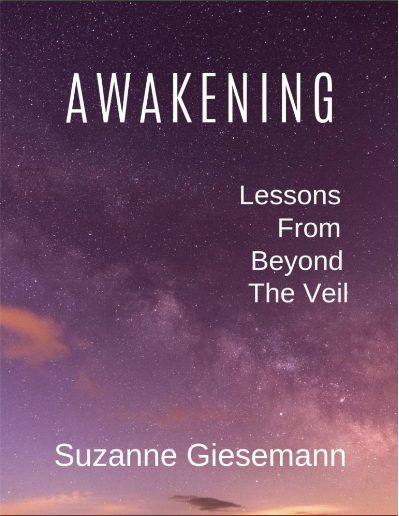 AWAKENING
Lessons
From
Beyond
The Veil
Suzanne Giesemann